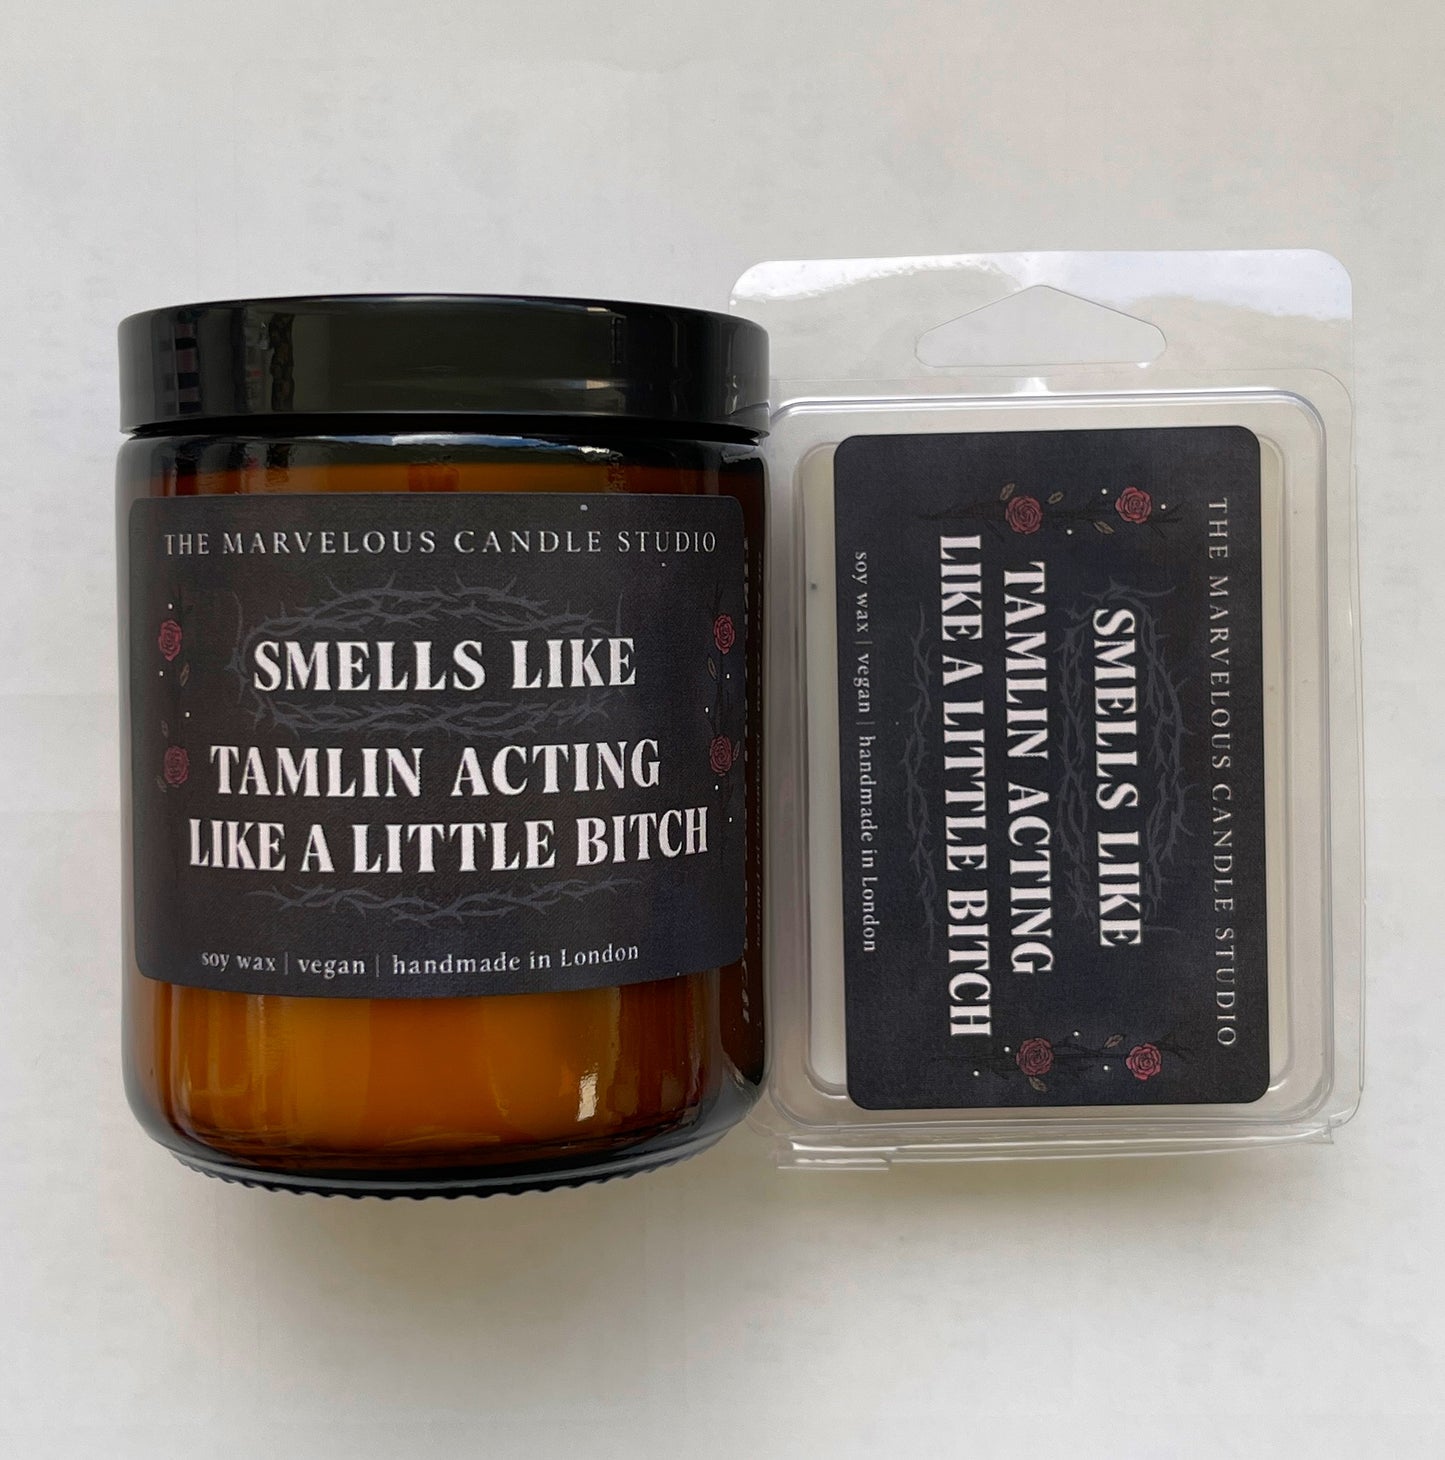 THE MARVELOUS CANDLE STUDIO
SMELLS LIKE
TAMLIN ACTING
LIKE A LITTLE BITCH
soy wax | vegan | handmade in London
THE MARVELOUS CANDLE STUDIO
SMELLS LIKE
TAMLIN ACTING
LIKE A LITTLE BITCH
soy wax | vegan | handmade in London